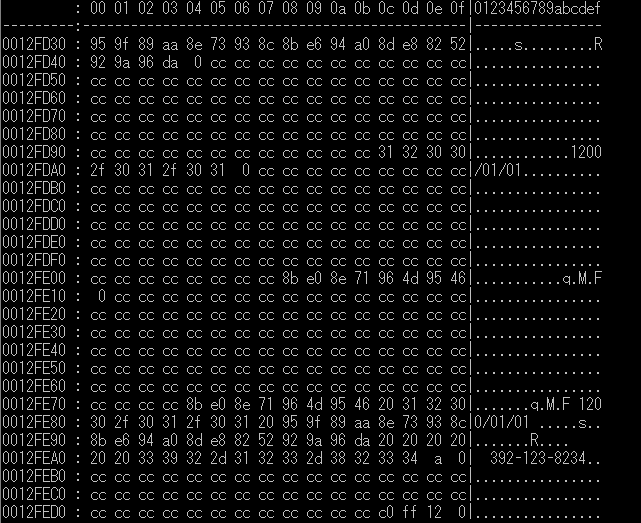 : 00 01 02 03 04 05 06 07 08 09 0a 0b 0c 0d 0e 0f|0123456789abcdef
0012FD30 : 95 9f 89 aa 8e 73 93 8c 8b e6 94 a0 8d e8 82 52|.....s.........R
0012FD40 : 92 9a 96 da 0 cc cc cc cc cc cc cc cc cc cc cc|................
0012FD50 : cc cc cc cc cc cc cc cc cc cc cc cc cc cc cc cc|................
0012FD60 : cc cc cc cc cc cc cc cc cc cc cc cc cc cc cc cc|................
0012FD70 : cc cc cc cc cc cc cc cc cc cc cc cc cc cc cc cc|................
0012FD80 : cc cc cc cc cc cc cc cc cc cc cc cc cc cc cc cc|................
0012FD90 : cc cc cc cc cc cc cc cc cc cc cc cc 31 32 30 30|............1200
0012FDA0 : 2f 30 31 2f 30 31 0 cc cc cc cc cc cc cc cc cc|/01/01..........
0012FDB0 : cc cc cc cc cc cc cc cc cc cc cc cc cc cc cc cc|................
0012FDC0 : cc cc cc cc cc cc cc cc cc cc cc cc cc cc cc cc|................
0012FDD0 : cc cc cc cc cc cc cc cc cc cc cc cc cc cc cc cc|................
0012FDE0 : cc cc cc cc cc cc cc cc cc cc cc cc cc cc cc cc|................
0012FDF0 : cc cc cc cc cc cc cc cc cc cc cc cc cc cc cc cc|................
0012FE00 : cc cc cc cc cc cc cc cc 8b e0 8e 71 96 4d 95 46|...........q.M.F
0012FE10 : 0 cc cc cc cc cc cc cc cc cc cc cc cc cc cc cc|................
0012FE20 : cc cc cc cc cc cc cc cc cc cc cc cc cc cc cc cc|................
0012FE30 : cc cc cc cc cc cc cc cc cc cc cc cc cc cc cc cc|................
0012FE40 : cc cc cc cc cc cc cc cc cc cc cc cc cc cc cc cc|................
0012FE50 : cc cc cc cc cc cc cc cc cc cc cc cc cc cc cc cc|................
0012FE60 : cc cc cc cc cc cc cc cc cc cc cc cc cc cc cc cc|................
0012FE70 : cc cc cc cc 8b e0 8e 71 96 4d 95 46 20 31 32 30|.......q.M.F 120
0012FE80 : 30 2f 30 31 2f 30 31 20 95 9f 89 aa 8e 73 93 8c|0/01/01 .....s..
0012FE90 : 8b e6 94 a0 8d e8 82 52 92 9a 96 da 20 20 20 20|.......R....
0012FEA0 : 20 20 33 39 32 2d 31 32 33 2d 38 32 33 34 a 0|  392-123-8234..
0012FEB0 : cc cc cc cc cc cc cc cc cc cc cc cc cc cc cc cc|................
0012FEC0 : cc cc cc cc cc cc cc cc cc cc cc cc cc cc cc cc|................
0012FED0 : cc cc cc cc cc cc cc cc cc cc cc cc c0 ff 12 0|................